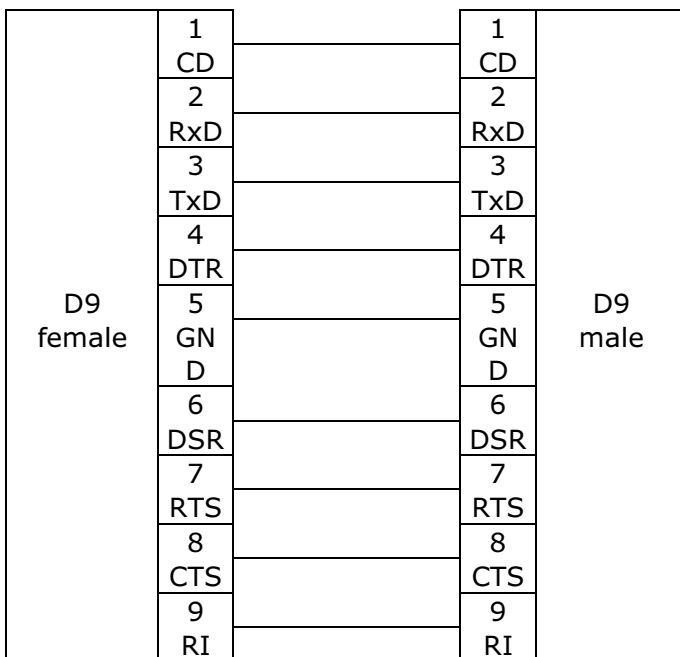 1 1
CD CD
2 2
RxD RxD
3 3
TxD TxD
4 4
DTR DTR
D9 5 5 D9
female GN GN male
D D
6 6
DSR DSR
7 7
RTS RTS
8 8
CTS CTS
9 9
RI RI